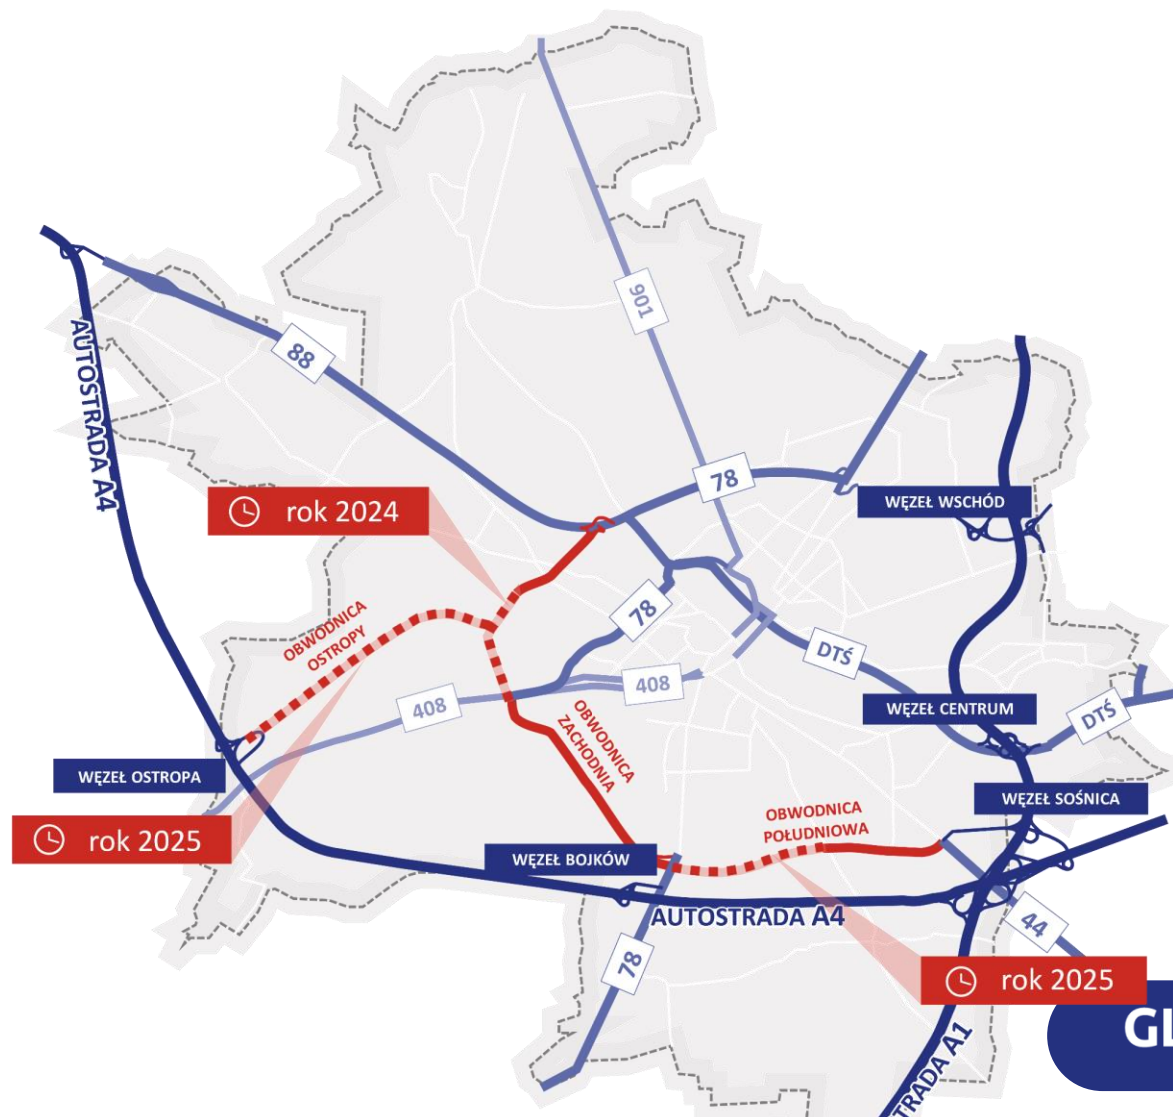 901
AUTOSTRADA A4
88
78
WĘZEŁ WSCHÓD
rok 2024
OBWODNICA
OSTROPY
78
DTŚ
408
408
WĘZEŁ CENTRUM
DTŚ
OBWODNICA
ZACHODNIA
WĘZEŁ OSTROPA
WĘZEŁ SOŚNICA
rok 2025
OBWODNICA
POŁUDNIOWA
WĘZEŁ BOJKÓW
AUTOSTRADA A4
44
78
rok 2025
GL
TRADA A1